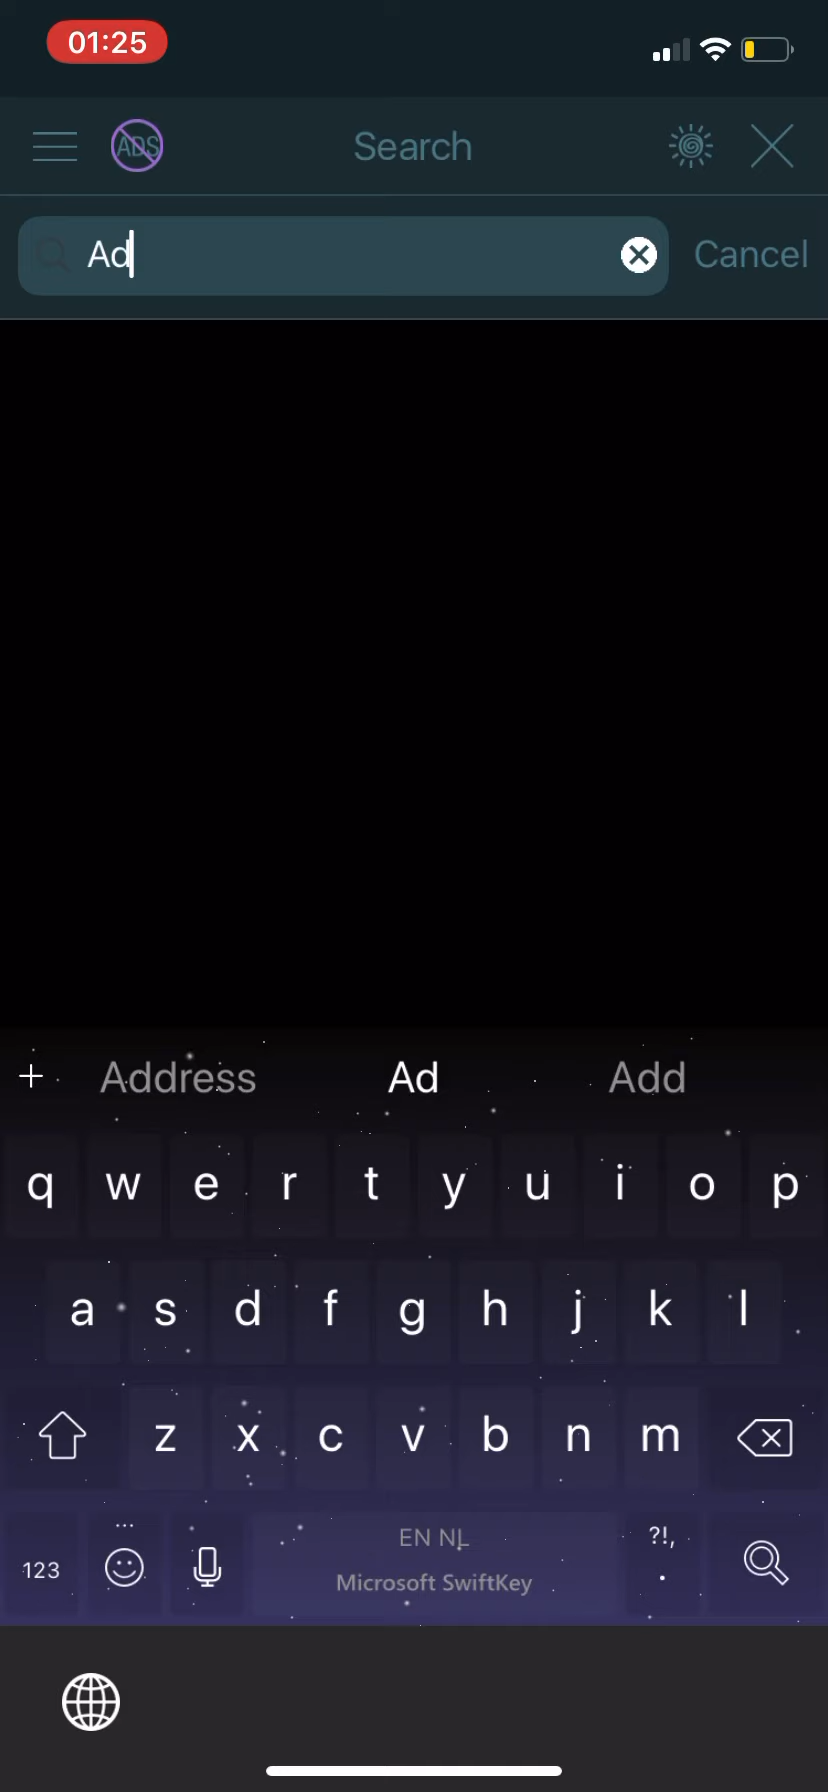 01:25
ADS
Search
Ad
Cancel
+ Address Ad Add
q w e r t y u i o p
a s d f g h j k l
z x c v b n m
... EN NL ?!,
123 Microsoft SwiftKey .